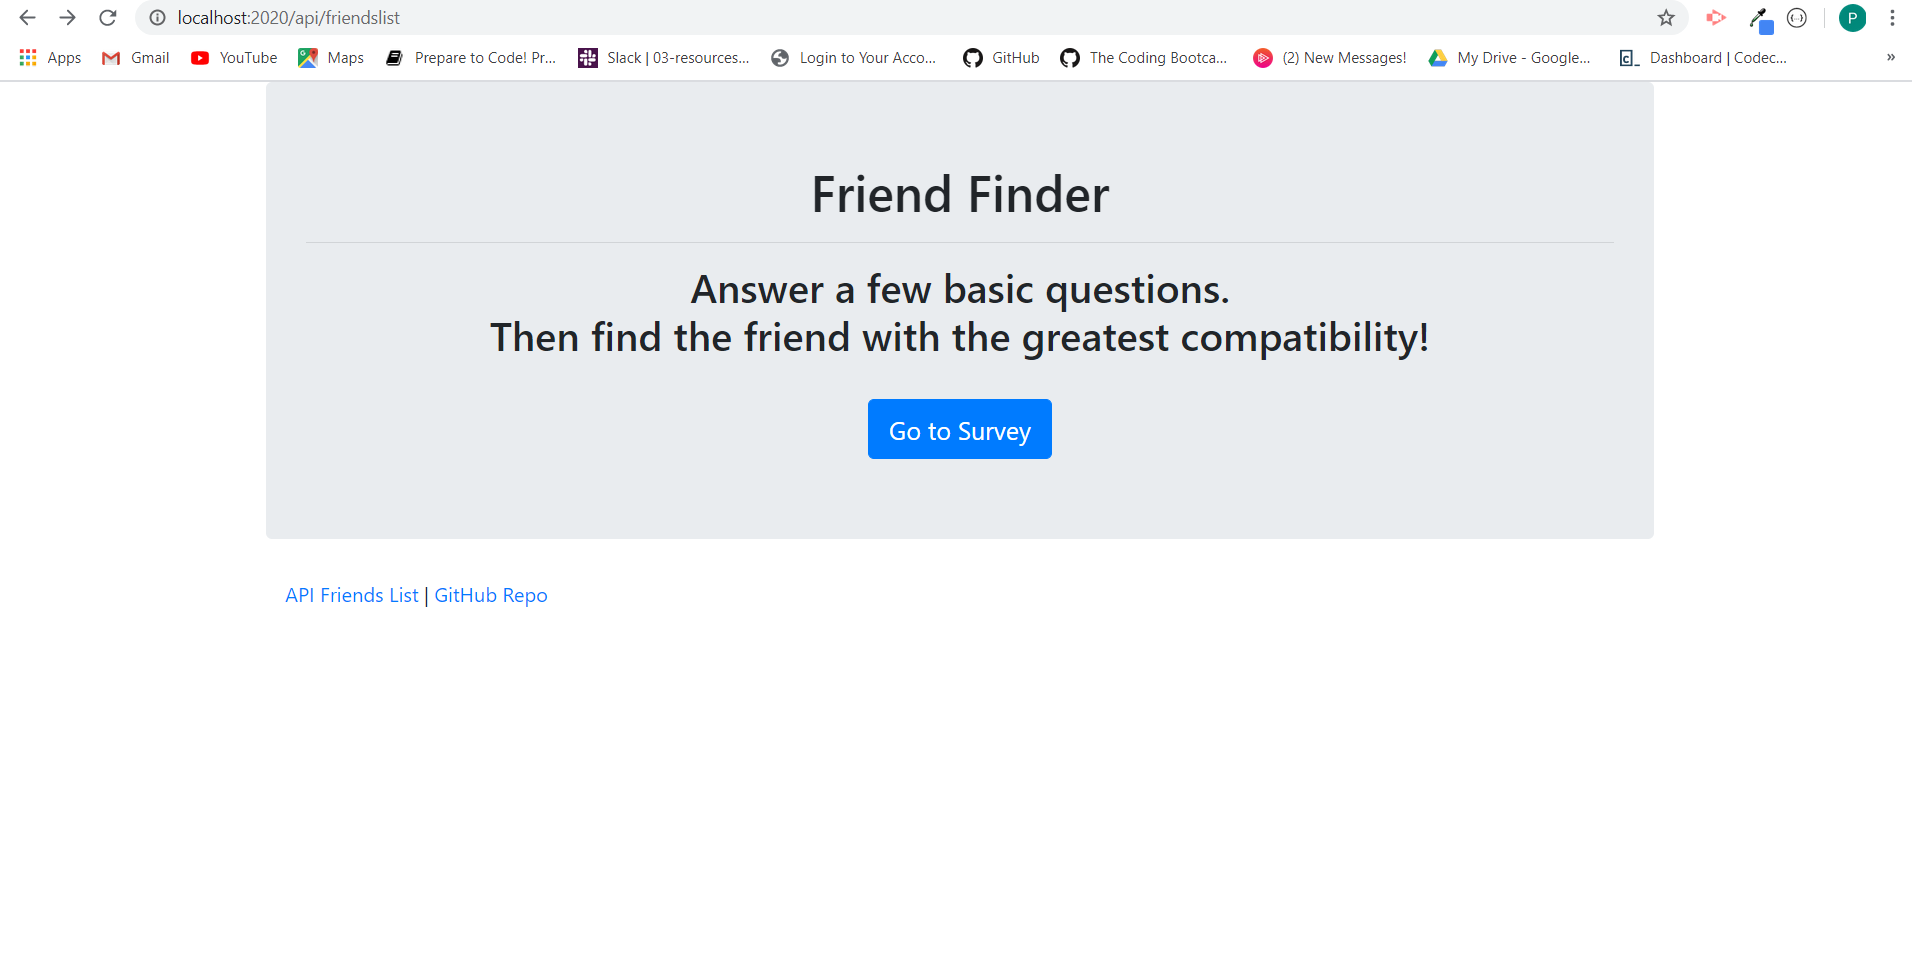 localhost:2020/api/friendslist
P
Apps Gmail YouTube Maps Prepare to Code! Pr... Slack | 03-resources... Login to Your Acco... GitHub The Coding Bootca... (2) New Messages! My Drive - Google... Dashboard | Codec... »
Friend Finder
Answer a few basic questions.
Then find the friend with the greatest compatibility!
Go to Survey
API Friends List | GitHub Repo